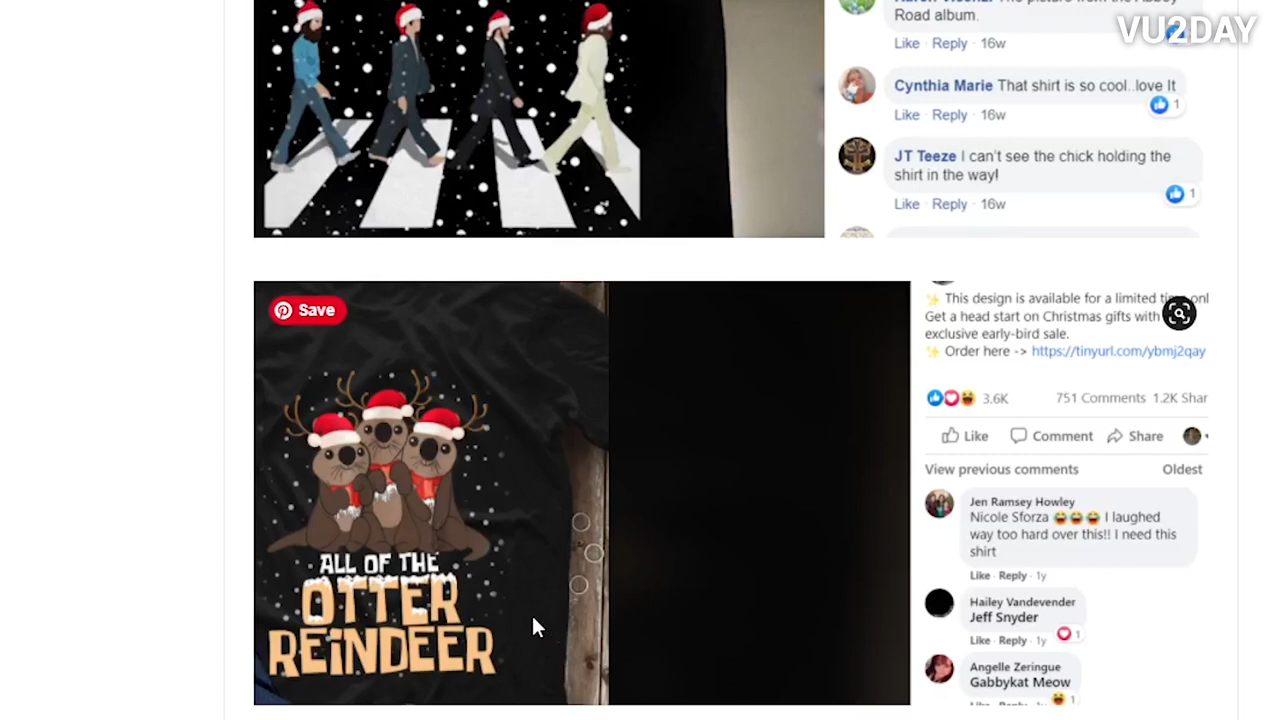 Road album.
VU2DAY
Like · Reply · 16w
Cynthia Marie That shirt is so cool..love It
1
Like · Reply · 16w
JT Teeze I can't see the chick holding the
shirt in the way!
1
Like · Reply · 16w
Save
ALL OF THE
OTTER
REINDEER
This design is available for a limited
Get a head start on Christmas gifts with
exclusive early-bird sale.
Order here -> https://tinyurl.com/ybmj2qay
3.6K
751 Comments 1.2K Shar
Like Comment Share
View previous comments
Oldest
Jen Ramsey Howley
Nicole Sforza 😂😂😂 I laughed
way too hard over this!! I need this
shirt
Like · Reply · 1y
Hailey Vandevender
Jeff Snyder
Like · Reply · 1y
1
Angelle Zeringue
Gabbykat Meow
1